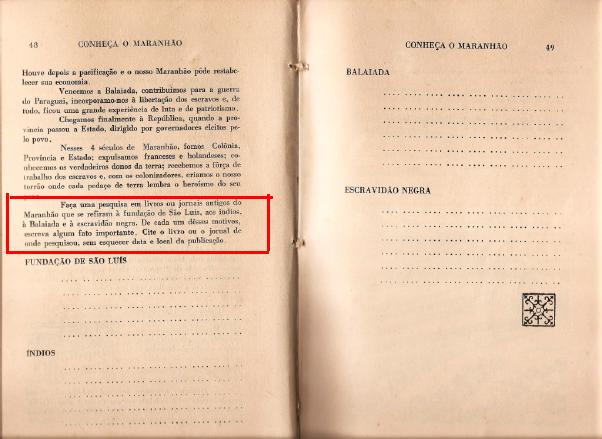 48 CONHEÇA O MARANHÃO
Houve depois a pacificação e o nosso Maranhão pôde restabe-
lecer sua economia.
Vencemos a Balaiada, contribuimos para a guerra
do Paraguai, incorporamo-nos à libertação dos escravos e, de
tudo, ficou uma grande experiência de luta e de patriotismo.
Chegamos finalmente à República, quando a pro-
víncia passou a Estado, dirigido por governadores eleitos pe-
lo povo.
Nesses 4 séculos de Maranhão, fomos Colônia,
Província e Estado; expulsamos franceses e holandeses; co-
nhecemos os verdadeiros donos da terra; recebemos a fôrça de
trabalho dos escravos e, com os colonizadores, criamos o nosso
torrão onde cada pedaço de terra lembra o heroísmo do seu
Faça uma pesquisa em livros ou jornais antigos do
Maranhão que se refiram à fundação de São Luís, aos índios,
à Balaiada e à escravidão negra. De cada um dêsses motivos,
escreva algum fato importante. Cite o livro ou o jornal de
onde pesquisou, sem esquecer data e local da publicação.
FUNDAÇÃO DE SÃO LUÍS
ÍNDIOS
CONHEÇA O MARANHÃO 49
BALAIADA
ESCRAVIDÃO NEGRA